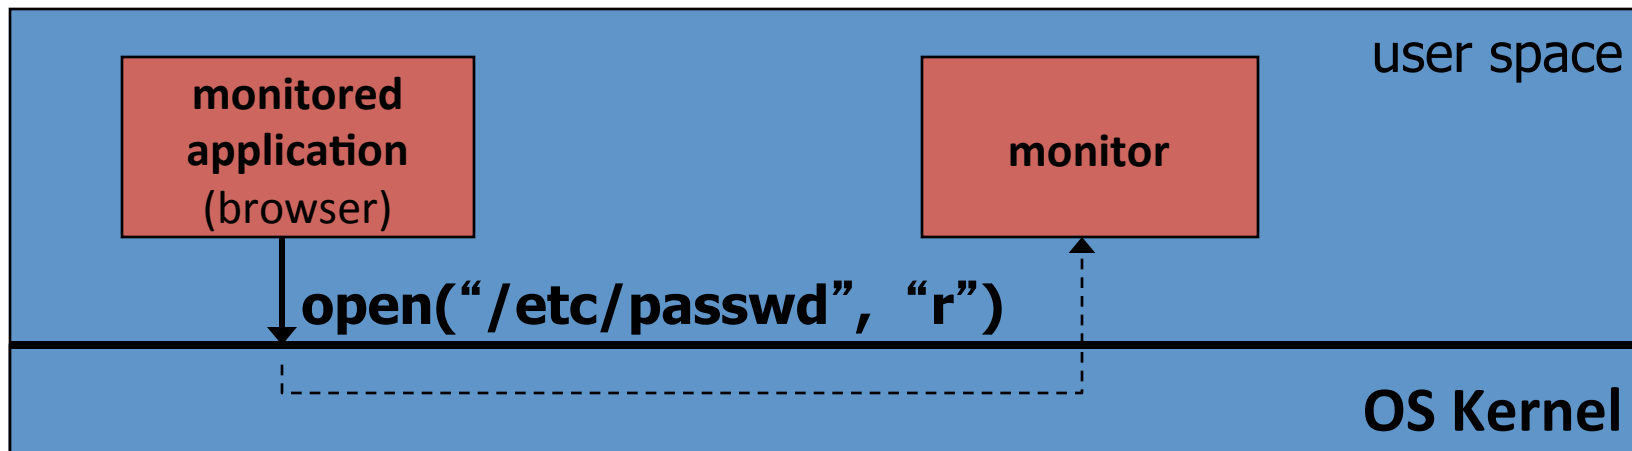 user space
monitored
application
(browser)
monitor
open(“/etc/passwd”, “r”)
OS Kernel